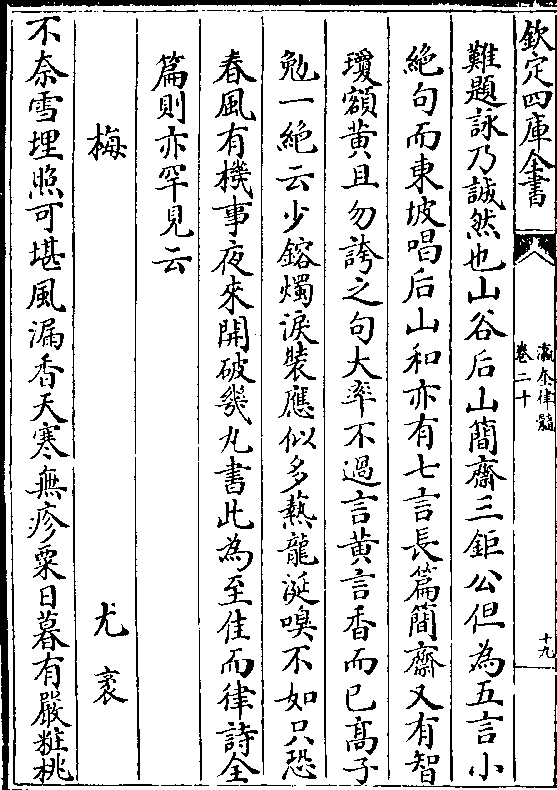 欽定四庫全書
瀛奎律髓
卷二十
十九
難題詠乃誠然也山谷后山簡齋三鉅公但為五言小
絶句而東坡唱后山和亦有七言長篇簡齋又有智
瓊額黄且勿誇之句大率不過言黄言香而已髙子
勉一絶云少鎔燭淚裝應似多爇龍涎嗅不如只恐
春風有機事夜來開破幾丸書此為至佳而律詩全
篇則亦罕見云
梅 尤袤
不奈雪埋照可堪風漏香天寒無疹粟日暮有嚴粧桃